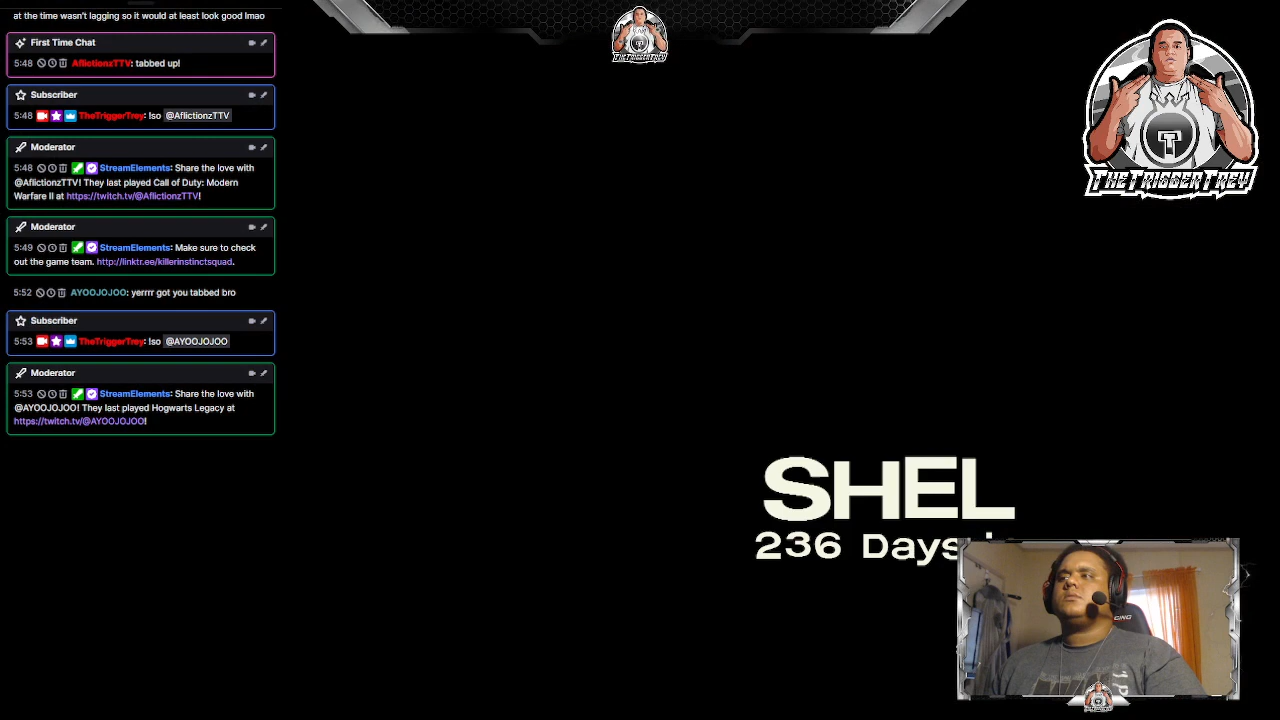 at the time wasn't lagging so it would at least look good lmao
First Time Chat
5:48 AflictionzTTV: tabbed up!
Subscriber
5:48 TheTriggerTrey: !so @AflictionzTTV
Moderator
5:48 StreamElements: Share the love with
@AflictionzTTV! They last played Call of Duty: Modern
Warfare II at https://twitch.tv/@AflictionzTTV!
Moderator
5:49 StreamElements: Make sure to check
out the game team. http://linktr.ee/killerinstinctsquad.
5:52 AYOOJOJOO: yerrrr got you tabbed bro
Subscriber
5:53 TheTriggerTrey: !so @AYOOJOJOO
Moderator
5:53 StreamElements: Share the love with
@AYOOJOJOO! They last played Hogwarts Legacy at
https://twitch.tv/@AYOOJOJOO!
THETRIGGERTREY
T
THETRIGGERTREY
SHEL
236 Days